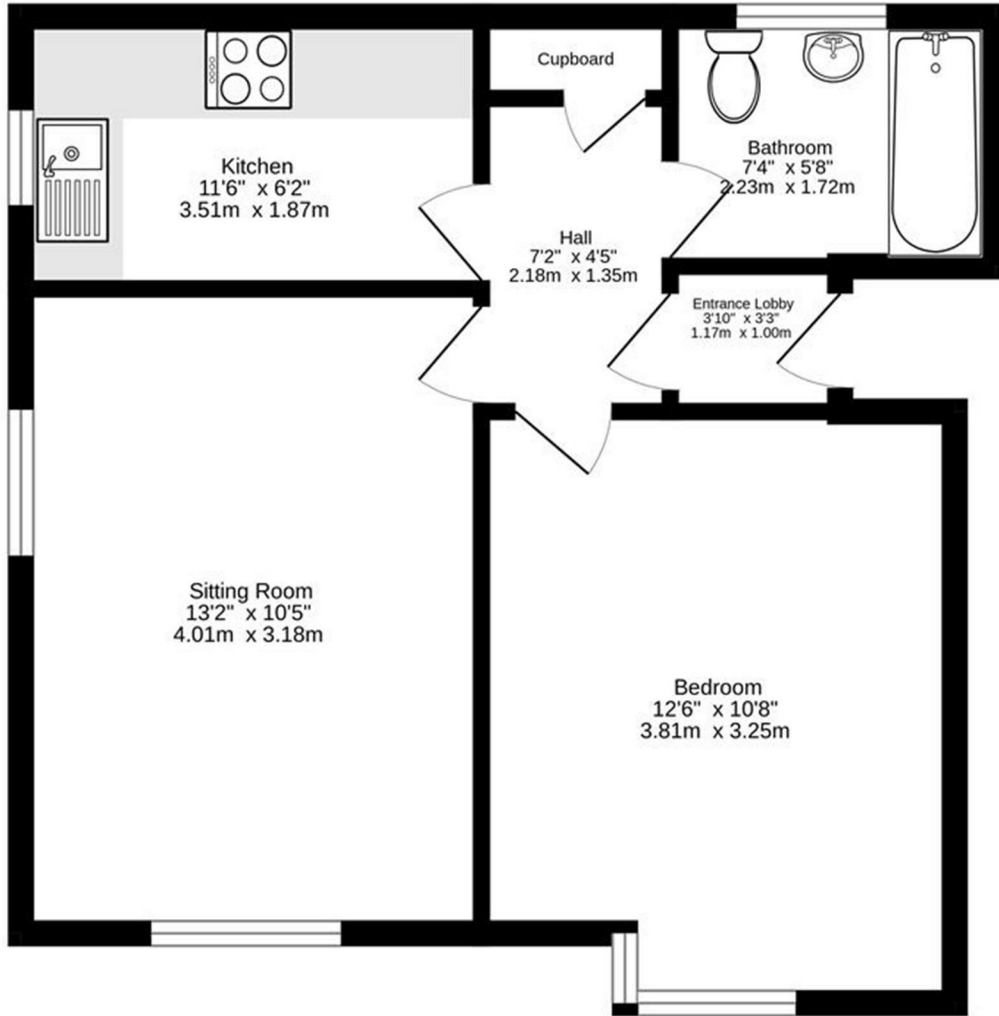 Cupboard
Kitchen
11'6" x 6'2"
3.51m x 1.87m
Bathroom
7'4" x 5'8"
2.23m x 1.72m
Hall
7'2" x 4'5"
2.18m x 1.35m
Entrance Lobby
3'10" x 3'3"
1.17m x 1.00m
Sitting Room
13'2" x 10'5"
4.01m x 3.18m
Bedroom
12'6" x 10'8"
3.81m x 3.25m